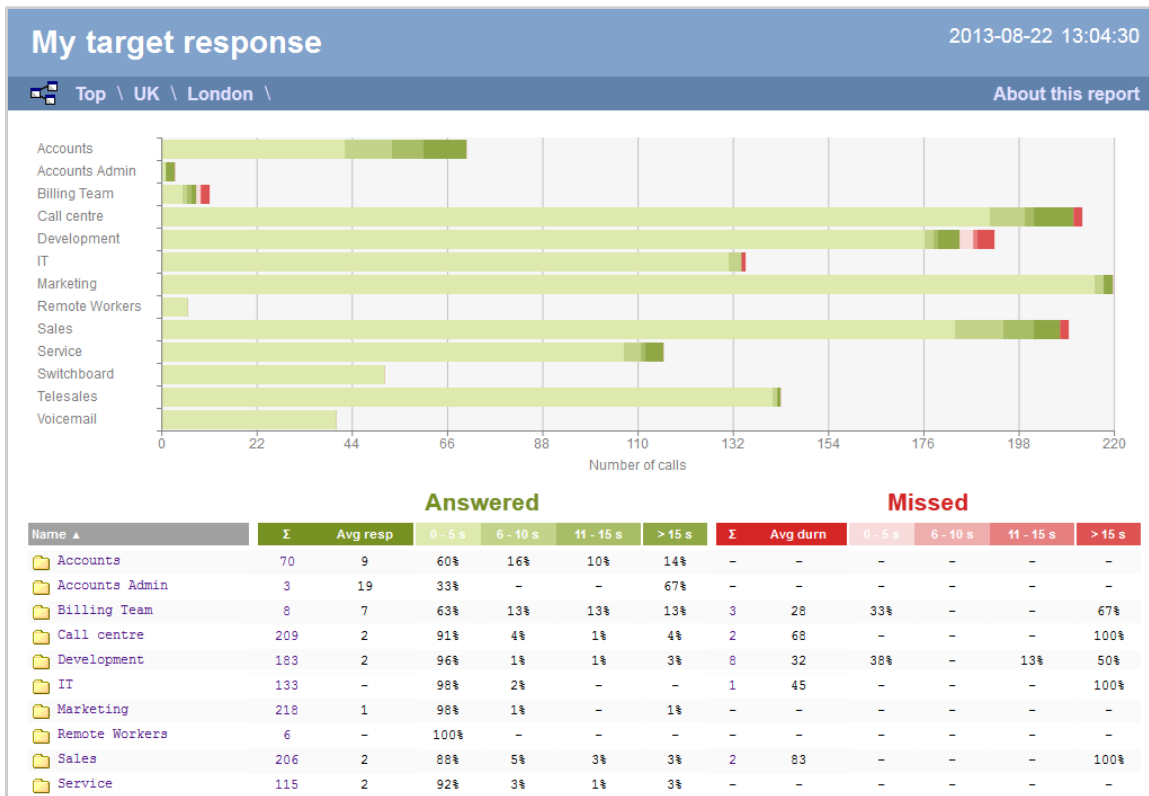 My target response 2013-08-22 13:04:30
Top \ UK \ London \ About this report
Accounts
Accounts Admin
Billing Team
Call centre
Development
IT
Marketing
Remote Workers
Sales
Service
Switchboard
Telesales
Voicemail
0 22 44 66 88 110 132 154 176 198 220
Number of calls
Answered Missed
Name ▲ Σ Avg resp 0 - 5 s 6 - 10 s 11 - 15 s > 15 s Σ Avg durn 0 - 5 s 6 - 10 s 11 - 15 s > 15 s
Accounts 70 9 60% 16% 10% 14% – – – – – –
Accounts Admin 3 19 33% – – 67% – – – – – –
Billing Team 8 7 63% 13% 13% 13% 3 28 33% – – 67%
Call centre 209 2 91% 4% 1% 4% 2 68 – – – 100%
Development 183 2 96% 1% 1% 3% 8 32 38% – 13% 50%
IT 133 – 98% 2% – – 1 45 – – – 100%
Marketing 218 1 98% 1% – 1% – – – – – –
Remote Workers 6 – 100% – – – – – – – – –
Sales 206 2 88% 5% 3% 3% 2 83 – – – 100%
Service 115 2 92% 3% 1% 3% – – – – – –